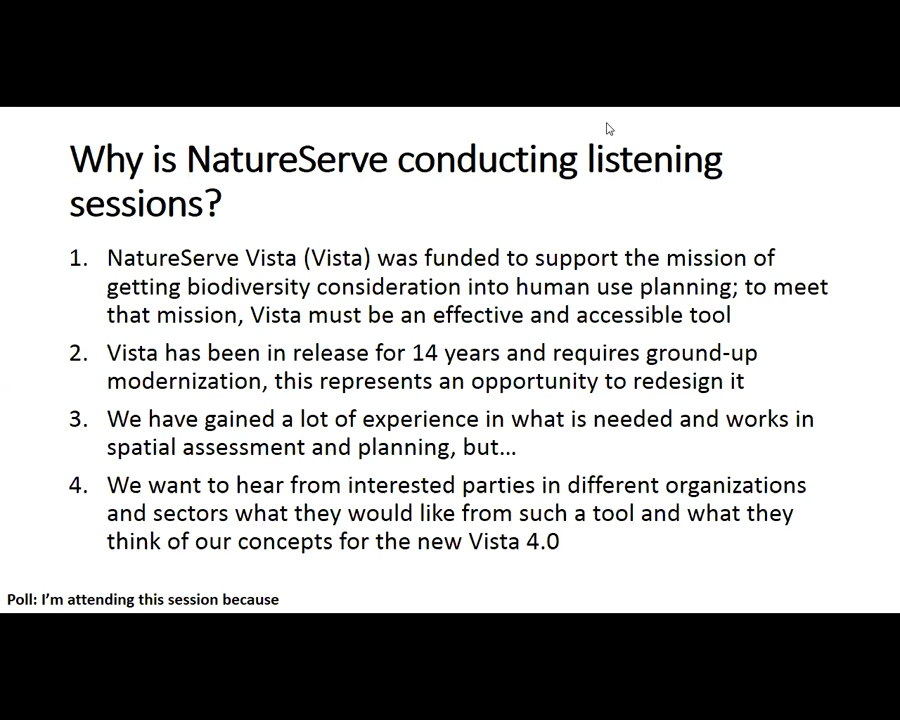 Why is NatureServe conducting listening
sessions?
1. NatureServe Vista (Vista) was funded to support the mission of
getting biodiversity consideration into human use planning; to meet
that mission, Vista must be an effective and accessible tool
2. Vista has been in release for 14 years and requires ground-up
modernization, this represents an opportunity to redesign it
3. We have gained a lot of experience in what is needed and works in
spatial assessment and planning, but…
4. We want to hear from interested parties in different organizations
and sectors what they would like from such a tool and what they
think of our concepts for the new Vista 4.0
Poll: I’m attending this session because